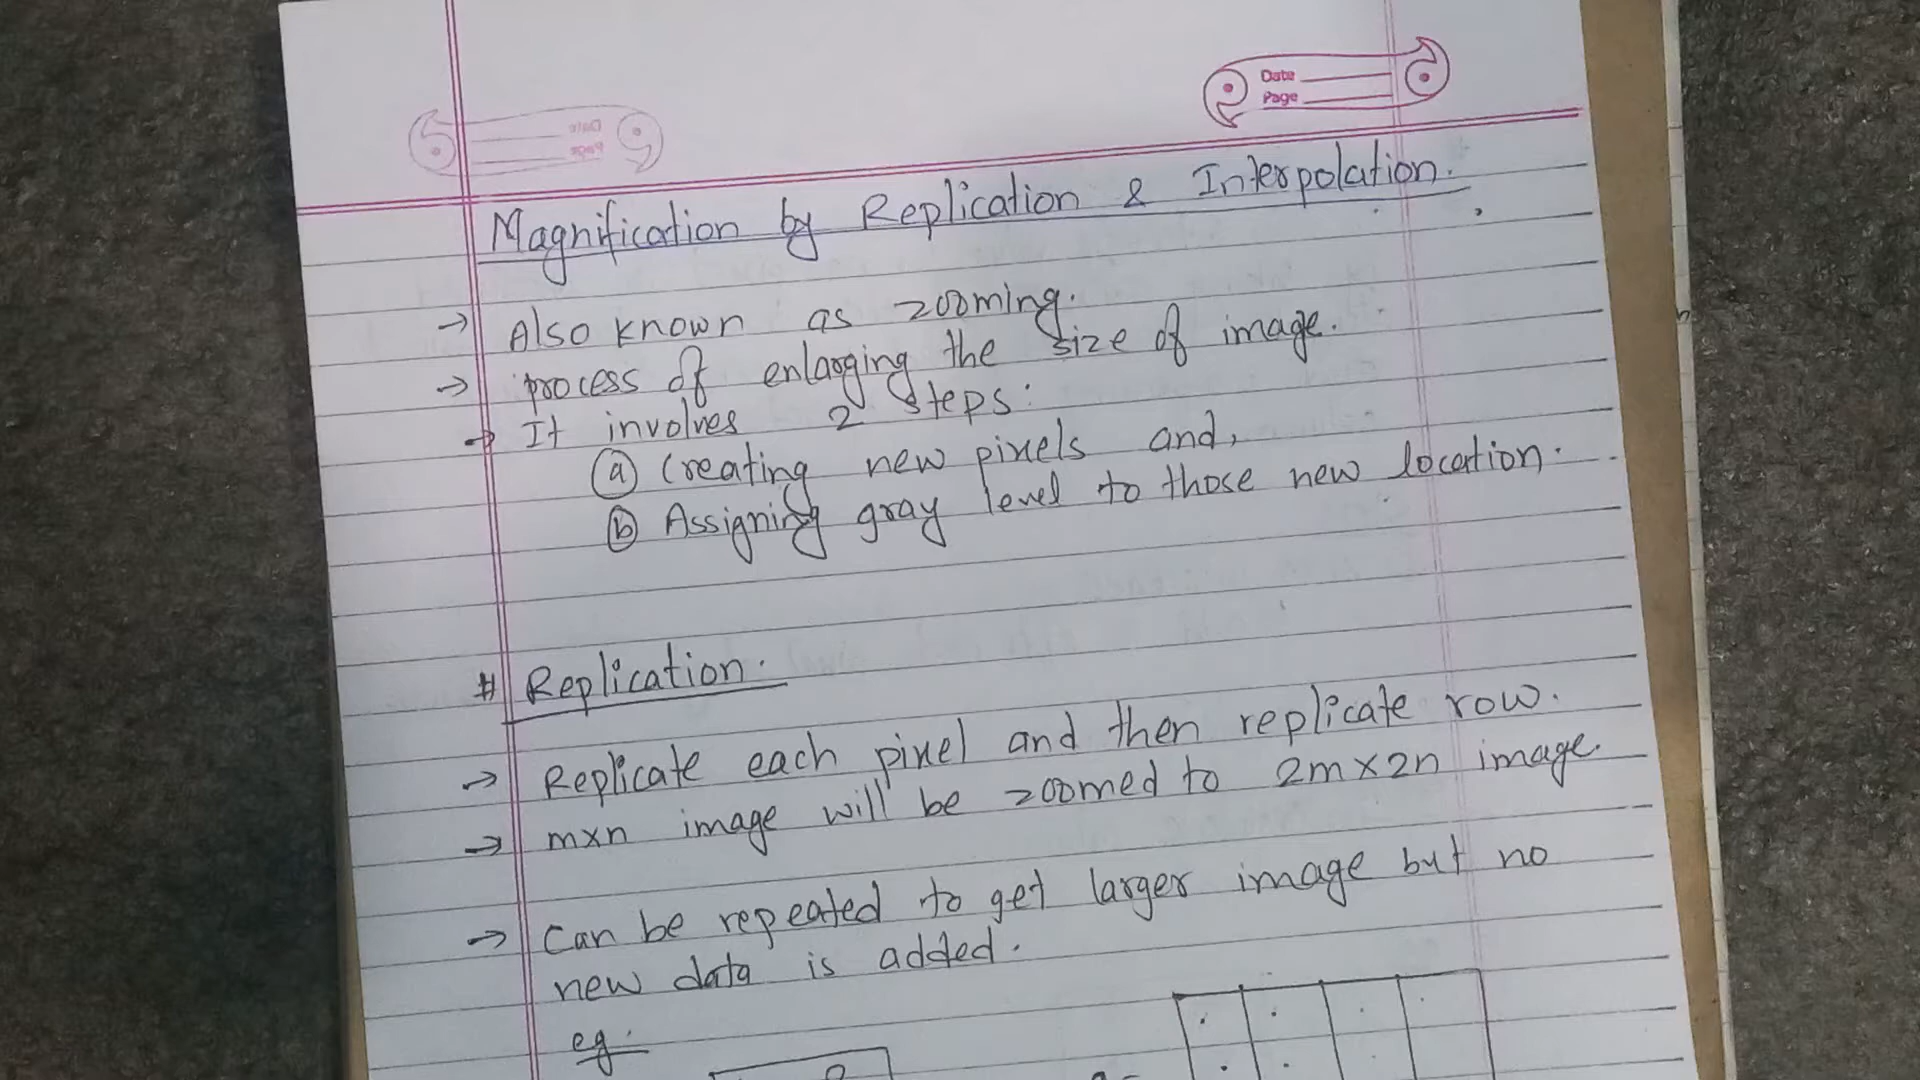 Date
Page
Magnification by Replication & Interpolation.
→ Also known as zooming.
→ process of enlarging the size of image.
→ It involves 2 steps:
ⓐ Creating new pixels and,
ⓑ Assigning gray level to those new location.
# Replication.
→ Replicate each pixel and then replicate row.
→ mxn image will be zoomed to 2mx2n image.
→ Can be repeated to get larger image but no
new data is added.
eg.